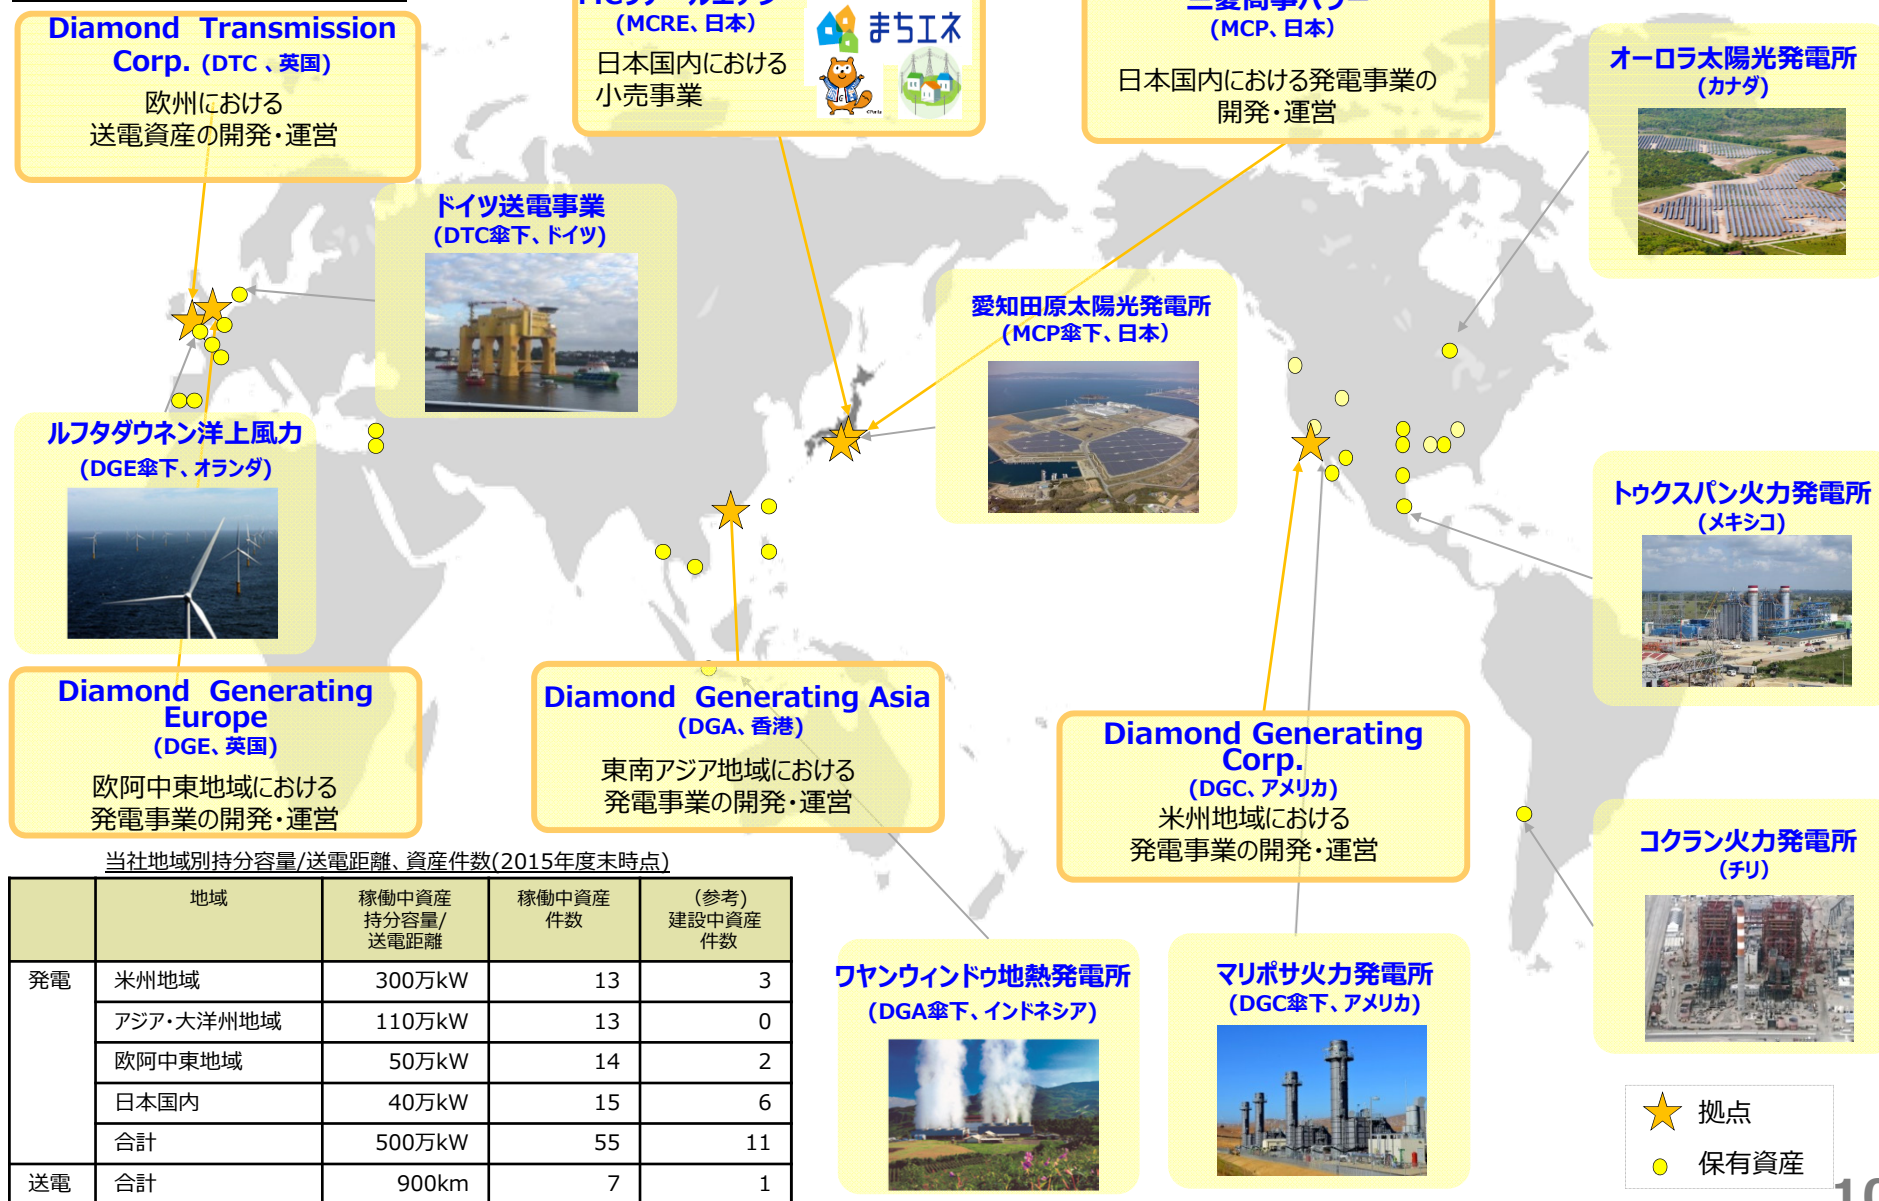 Diamond Transmission
Corp. (DTC 、英国)
欧州における
送電資産の開発・運営
(MCRE、日本)
日本国内における
小売事業
まちエネ
(MCP、日本)
日本国内における発電事業の
開発・運営
オーロラ太陽光発電所
(カナダ)
ドイツ送電事業
(DTC傘下、ドイツ)
愛知田原太陽光発電所
(MCP傘下、日本)
ルフタダウネン洋上風力
(DGE傘下、オランダ)
トゥクスパン火力発電所
(メキシコ)
Diamond Generating
Europe
(DGE、英国)
欧阿中東地域における
発電事業の開発・運営
Diamond Generating Asia
(DGA、香港)
東南アジア地域における
発電事業の開発・運営
Diamond Generating
Corp.
(DGC、アメリカ)
米州地域における
発電事業の開発・運営
コクラン火力発電所
(チリ)
ワヤンウィンドゥ地熱発電所
(DGA傘下、インドネシア)
マリポサ火力発電所
(DGC傘下、アメリカ)
当社地域別持分容量/送電距離、資産件数(2015年度末時点)
地域 稼働中資産 稼働中資産 (参考)
持分容量/ 件数 建設中資産
送電距離 件数
発電 米州地域 300万kW 13 3
アジア・大洋州地域 110万kW 13 0
欧阿中東地域 50万kW 14 2
日本国内 40万kW 15 6
合計 500万kW 55 11
送電 合計 900km 7 1
拠点
保有資産